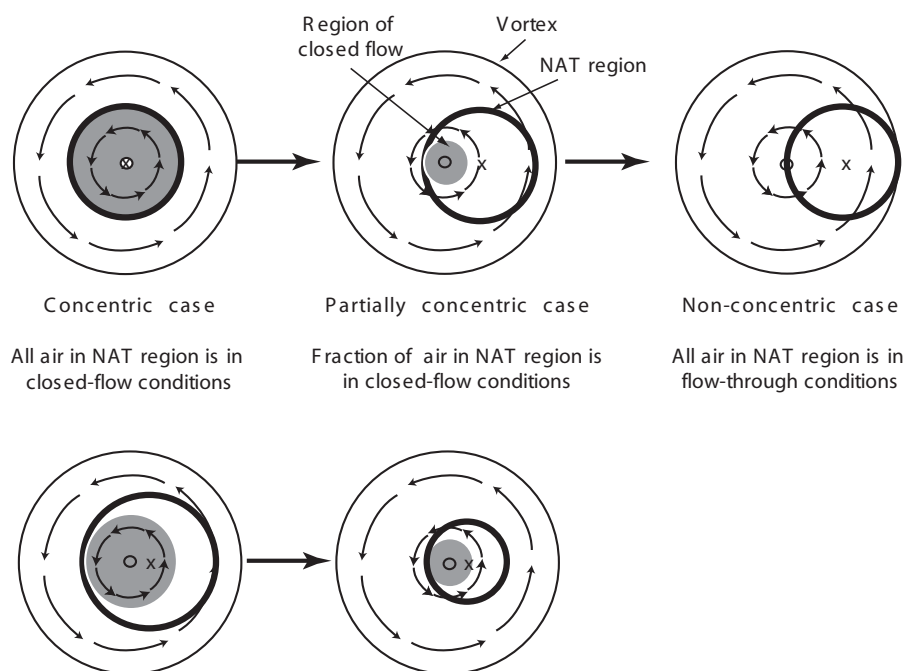 Region of
closed flow
Vortex
NAT region
x
x
x
Concentric case
Partially concentric case
Non-concentric case
All air in NAT region is in
closed-flow conditions
Fraction of air in NAT region is
in closed-flow conditions
All air in NAT region is in
flow-through conditions
x
x